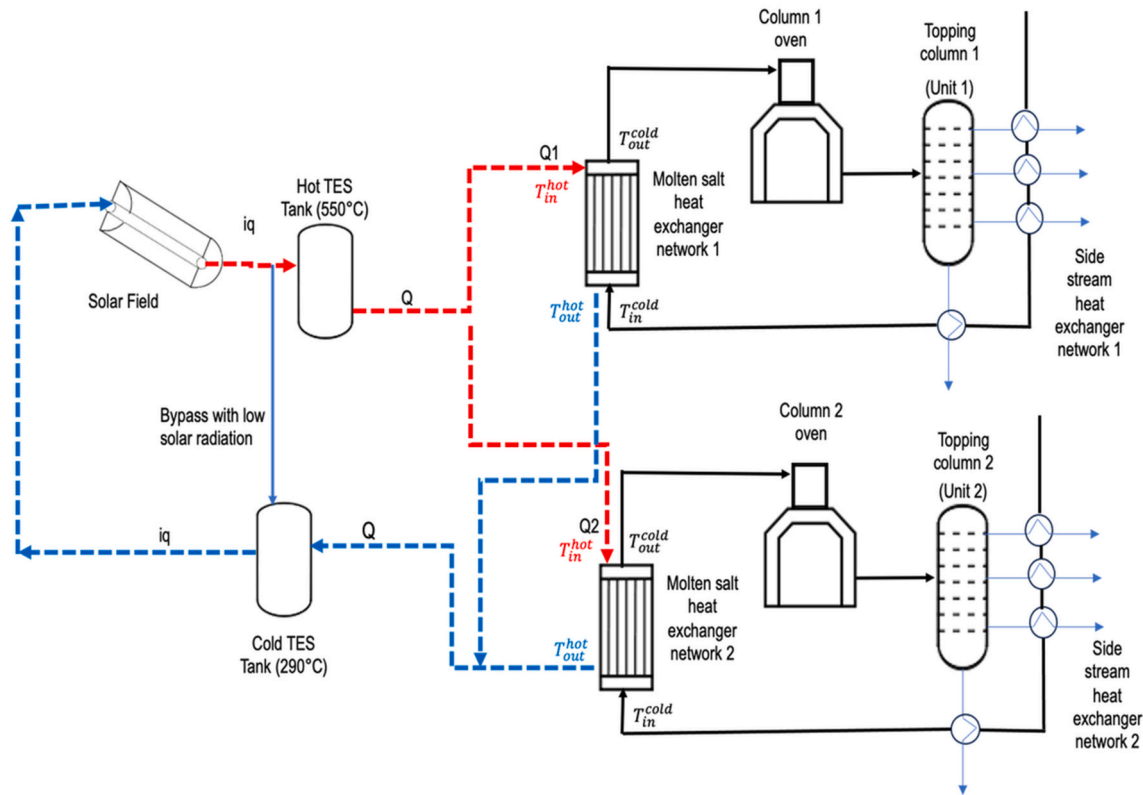 Column 1
oven
Topping
column 1
(Unit 1)
Hot TES
Tank (550°C)
iq
Solar Field
Q
Q1
T_in^hot
T_out^cold
Molten salt
heat
exchanger
network 1
T_out^hot
T_in^cold
Side
stream
heat
exchanger
network 1
Bypass with low
solar radiation
Column 2
oven
Topping
column 2
(Unit 2)
iq
Q
Q2
T_in^hot
T_out^cold
Molten salt
heat
exchanger
network 2
T_out^hot
T_in^cold
Cold TES
Tank (290°C)
Side
stream
heat
exchanger
network 2